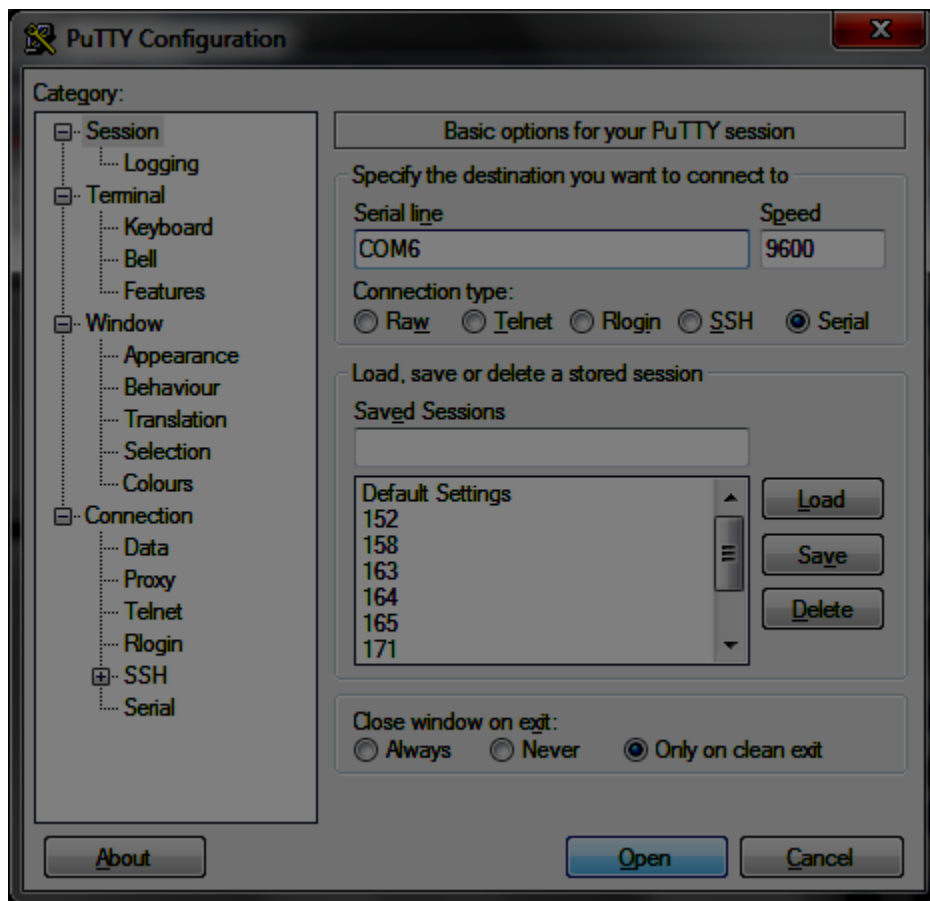 PuTTY Configuration
X
Category:
Session
Logging
Terminal
Keyboard
Bell
Features
Window
Appearance
Behaviour
Translation
Selection
Colours
Connection
Data
Proxy
Telnet
Rlogin
SSH
Serial
Basic options for your PuTTY session
Specify the destination you want to connect to
Serial line Speed
COM6 9600
Connection type:
Raw Telnet Rlogin SSH Serial
Load, save or delete a stored session
Saved Sessions
Default Settings
152
158
163
164
165
171
Load
Save
Delete
Close window on exit:
Always Never Only on clean exit
About Open Cancel